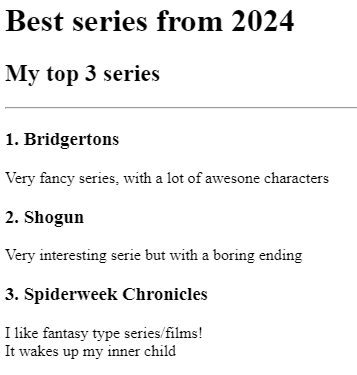 Best series from 2024
My top 3 series
1. Bridgertons
Very fancy series, with a lot of awesone characters
2. Shogun
Very interesting serie but with a boring ending
3. Spiderweek Chronicles
I like fantasy type series/films!
It wakes up my inner child